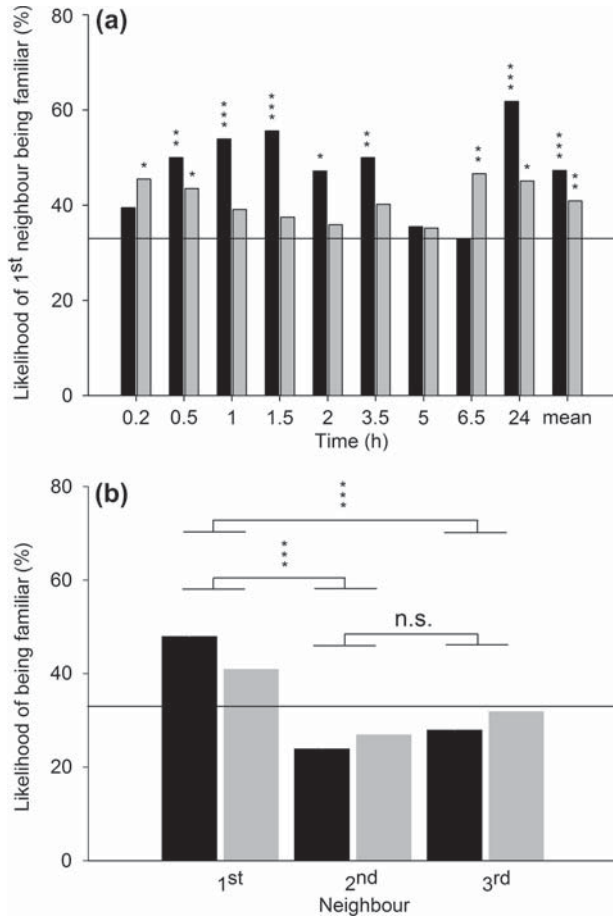 (a)
Likelihood of 1st neighbour being familiar (%)
80
60
40
20
0
*
** *
***
***
*
**
**
*** *
*** **
0.2 0.5 1 1.5 2 3.5 5 6.5 24 mean
Time (h)
(b)
Likelihood of being familiar (%)
80
60
40
20
0
***
***
n.s.
1st 2nd 3rd
Neighbour